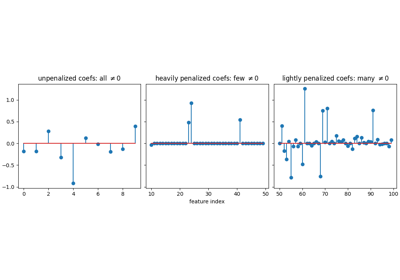 unpenalized coefs: all ≠0
heavily penalized coefs: few ≠0
lightly penalized coefs: many ≠0
1.0
0.5
0.0
−0.5
−1.0
0 2 4 6 8
10 20 30 40 50
50 60 70 80 90 100
feature index